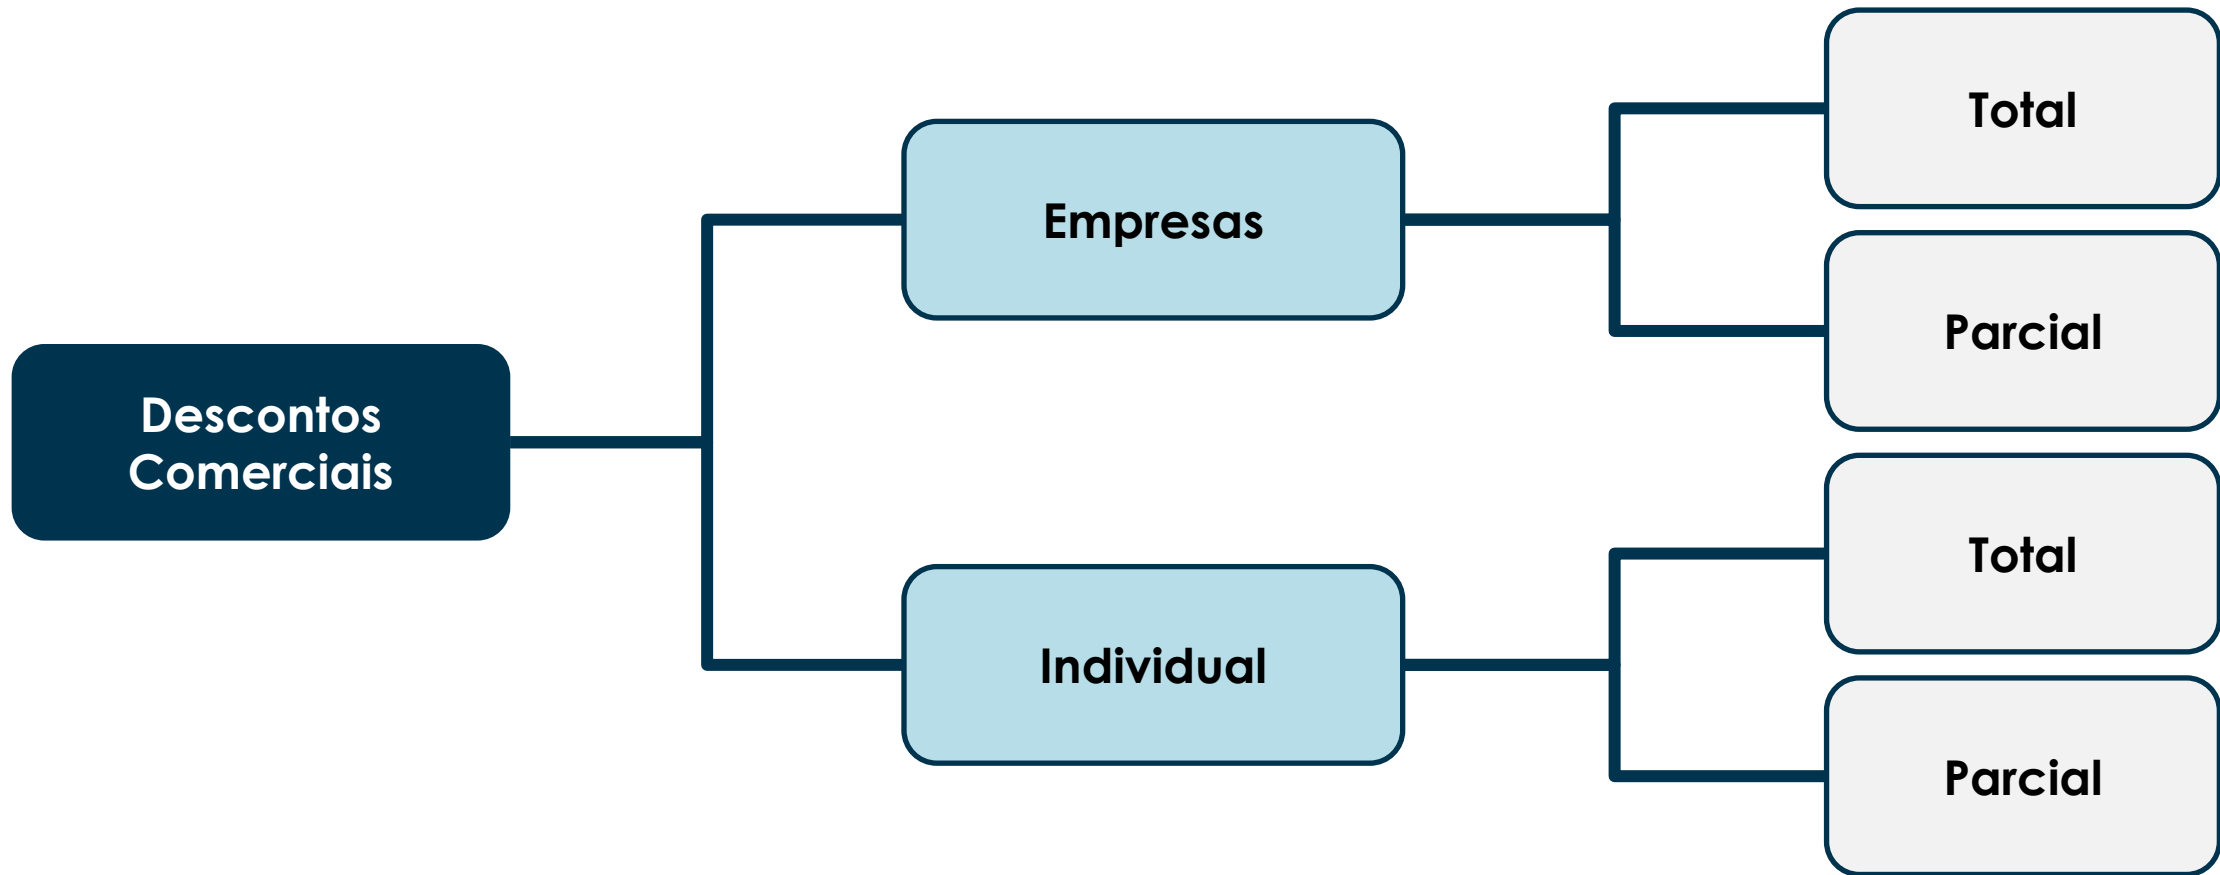 Descontos
Comerciais
Empresas
Total
Parcial
Individual
Total
Parcial